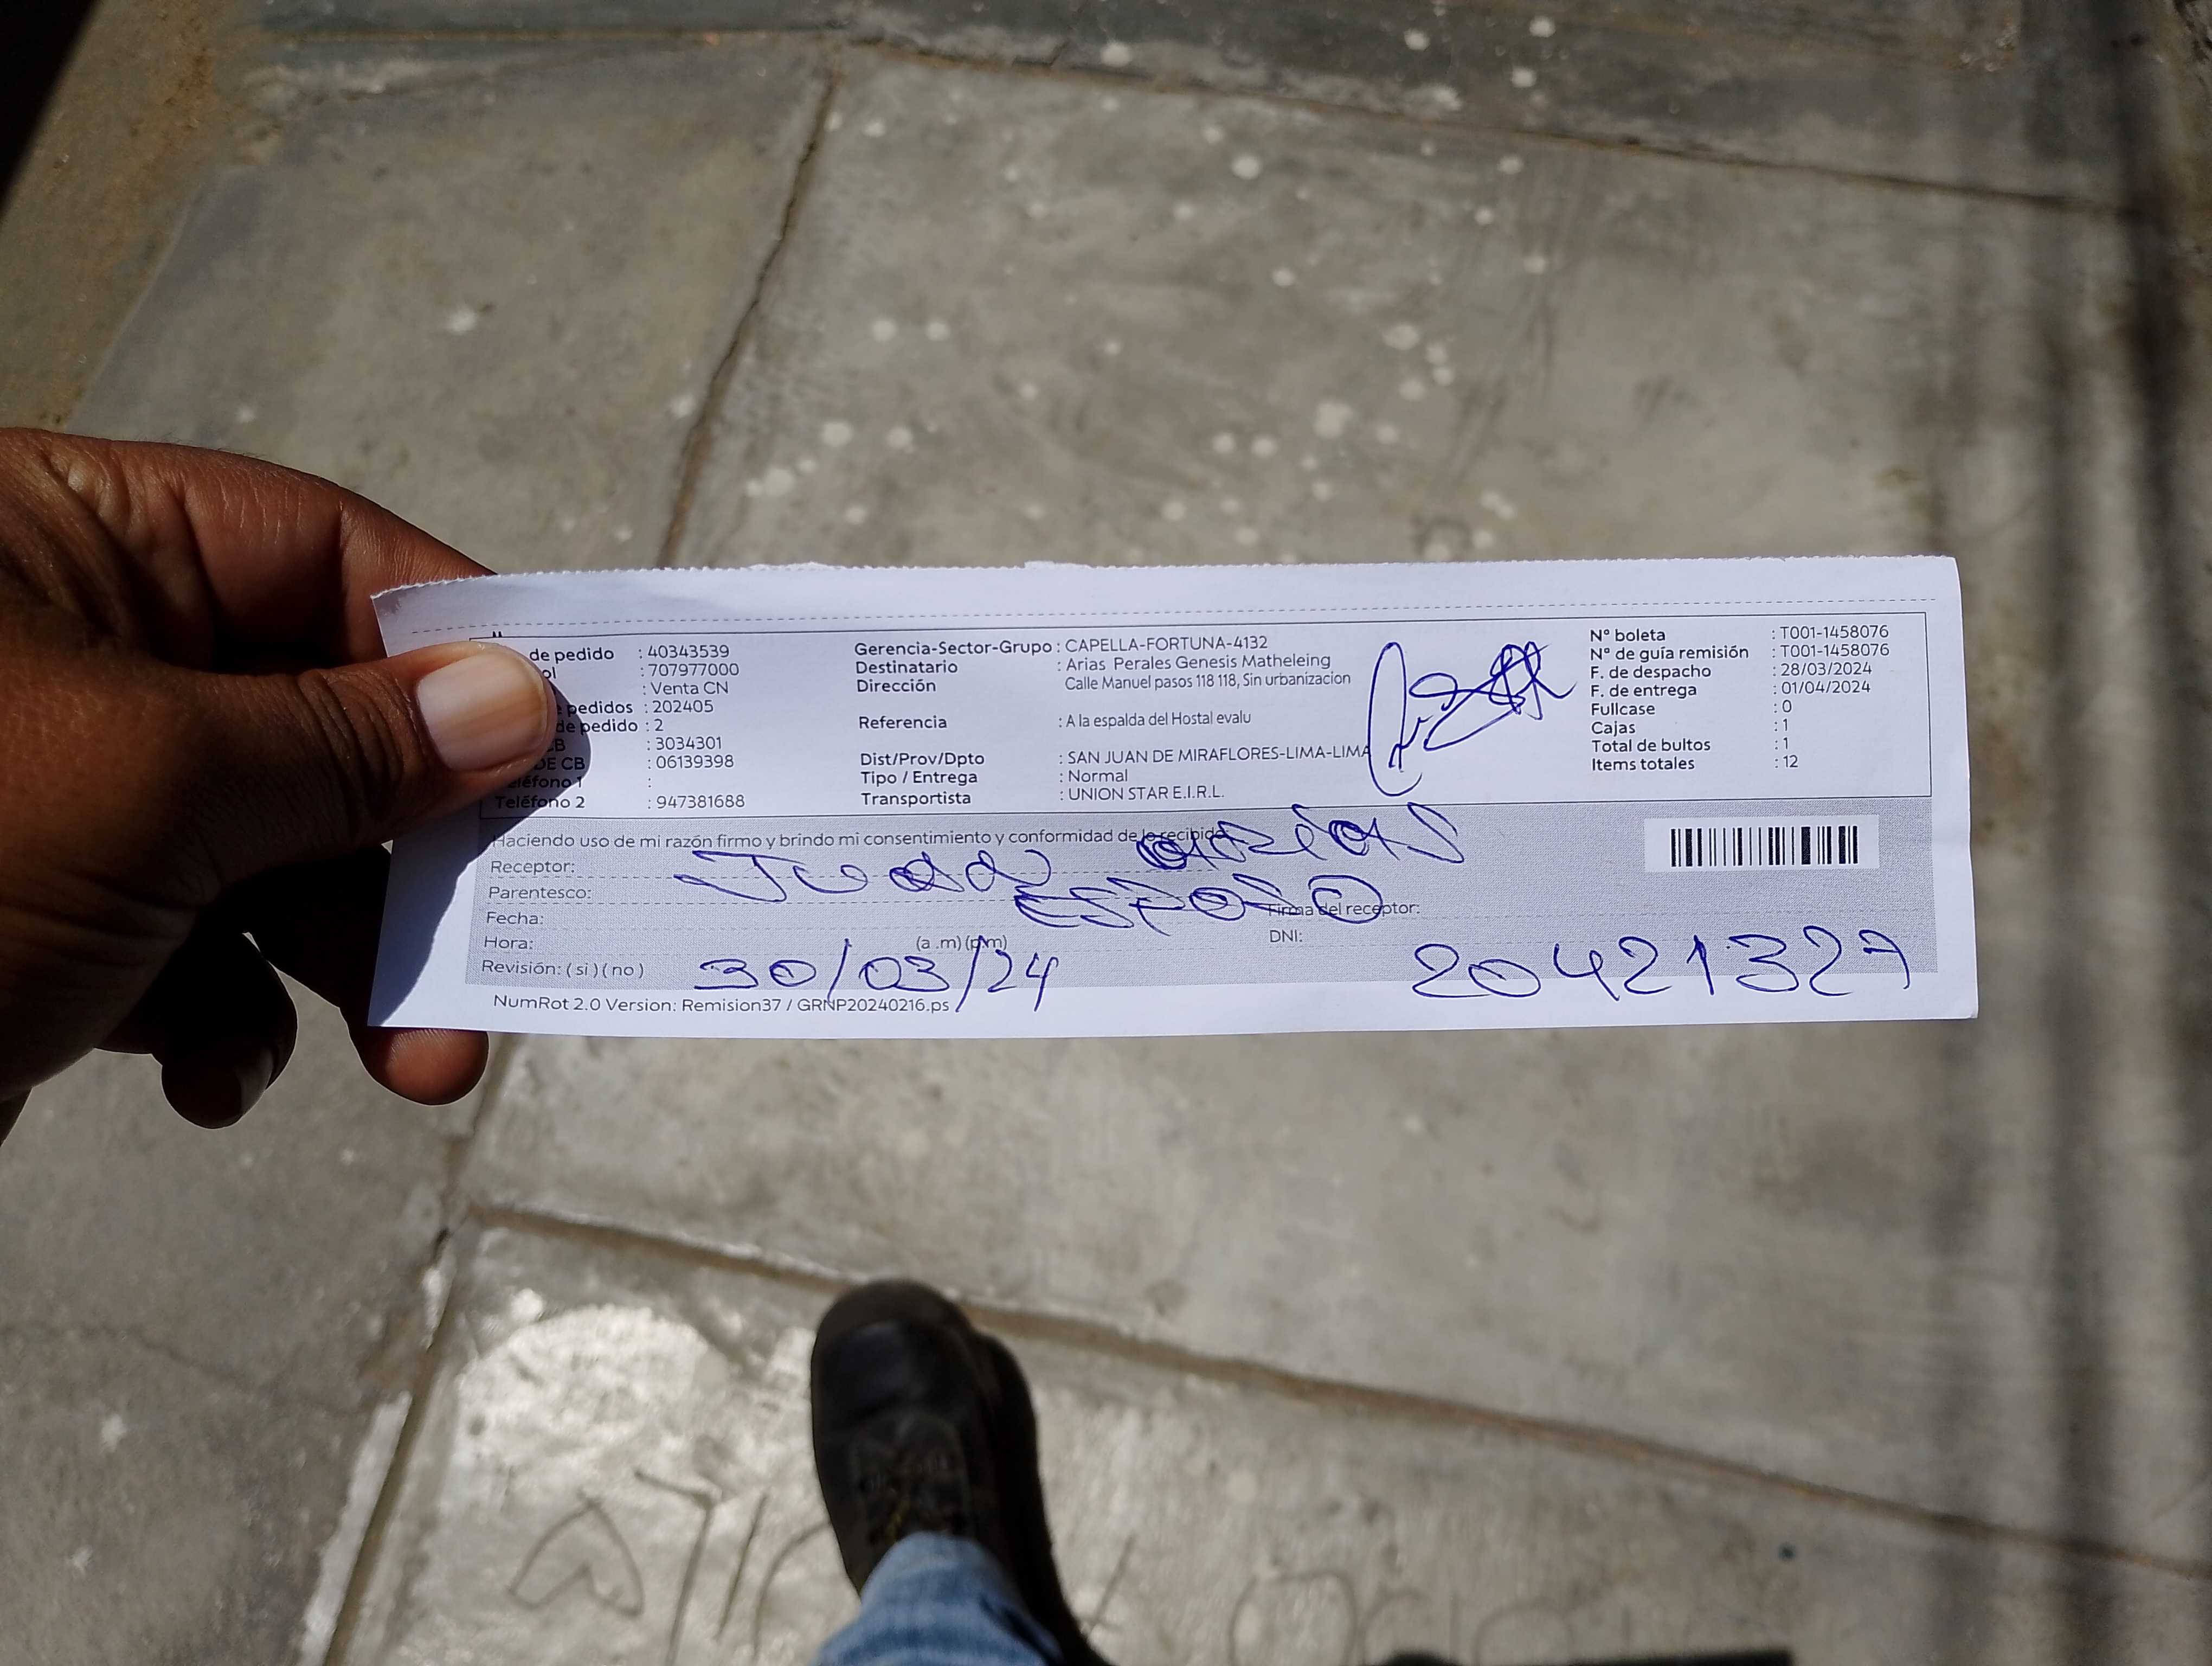 de pedido : 40343539
ol : 707977000
: Venta CN
pedidos : 202405
de pedido : 2
CB : 3034301
DE CB : 06139398
Teléfono 1 :
Teléfono 2 : 947381688
Gerencia-Sector-Grupo : CAPELLA-FORTUNA-4132
Destinatario : Arias Perales Genesis Matheleing
Dirección Calle Manuel pasos 118 118, Sin urbanizacion
Referencia : A la espalda del Hostal evalu
Dist/Prov/Dpto : SAN JUAN DE MIRAFLORES-LIMA-LIMA
Tipo / Entrega : Normal
Transportista : UNION STAR E.I.R.L.
Nº boleta : T001-1458076
Nº de guía remisión : T001-1458076
F. de despacho : 28/03/2024
F. de entrega : 01/04/2024
Fullcase : 0
Cajas : 1
Total de bultos : 1
Items totales : 12
Haciendo uso de mi razón firmo y brindo mi consentimiento y conformidad de lo recibido
Receptor:
Parentesco: ESPOSO
Fecha: Firma del receptor:
Hora: (a .m) (p.m) DNI:
Revisión: ( si ) ( no ) 30/03/24 20421327
NumRot 2.0 Version: Remision37 / GRNP20240216.ps